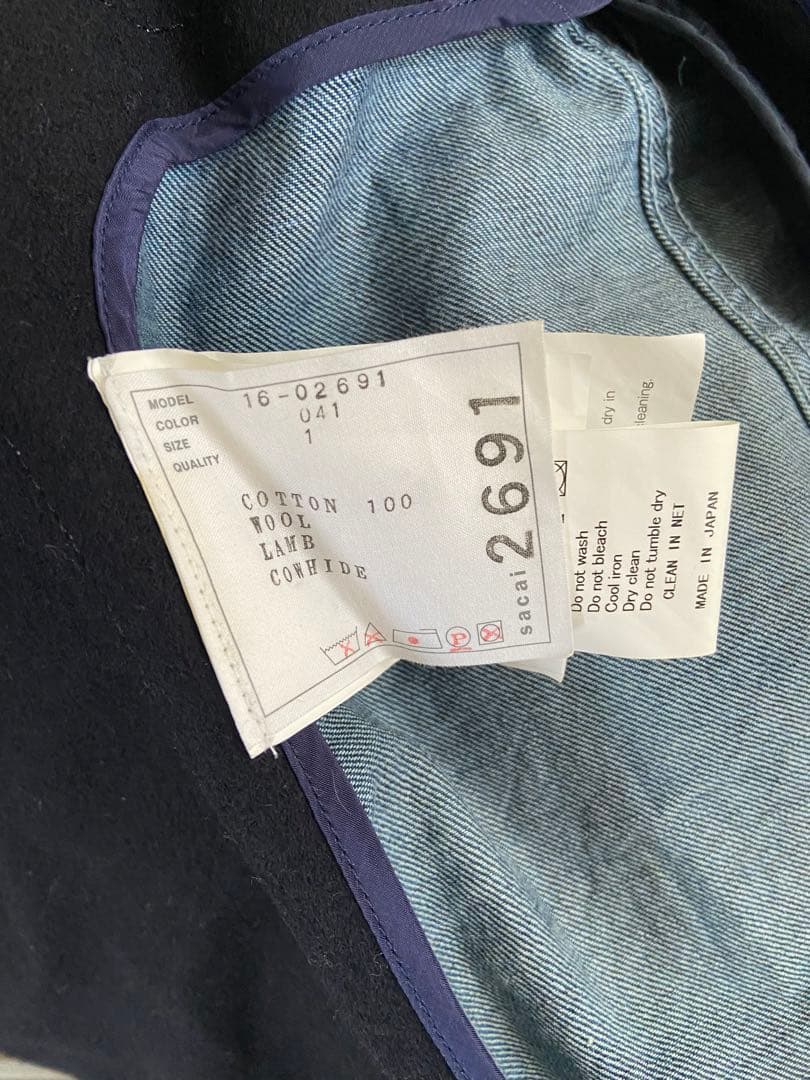 MODEL 16-02691
COLOR 041
SIZE 1
QUALITY
COTTON 100
WOOL
LAMB
COWHIDE
P
sacai 2691
dry in
leaning.
Do not wash
Do not bleach
Cool iron
Dry clean
Do not tumble dry
CLEAN IN NET
MADE IN JAPAN